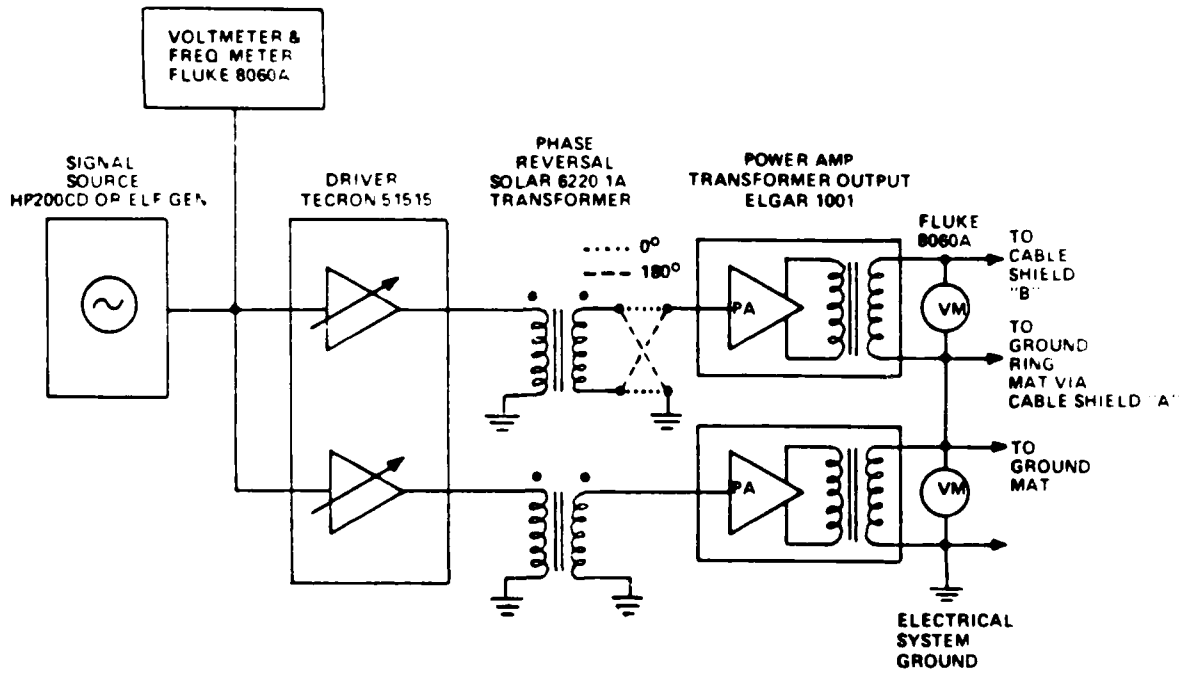 VOLTMETER &
FREQ METER
FLUKE 8060A
SIGNAL
SOURCE
HP200CD OR ELF GEN
DRIVER
TECRON 51515
PHASE
REVERSAL
SOLAR 6220 1A
TRANSFORMER
0°
180°
POWER AMP
TRANSFORMER OUTPUT
ELGAR 1001
FLUKE
8060A
TO
CABLE
SHIELD
"B"
PA
VM
TO
GROUND
RING
MAT VIA
CABLE SHIELD "A"
PA
VM
TO
GROUND
MAT
ELECTRICAL
SYSTEM
GROUND